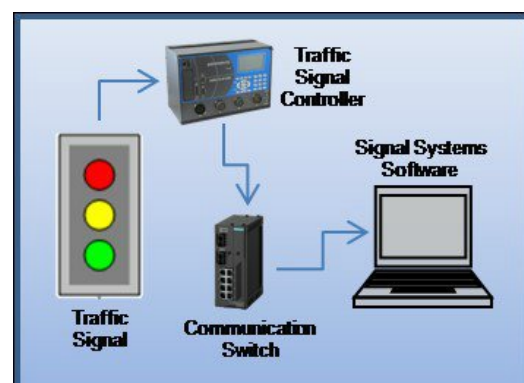 Traffic
Signal
Controller
Signal Systems
Software
Traffic
Signal
Communication
Switch